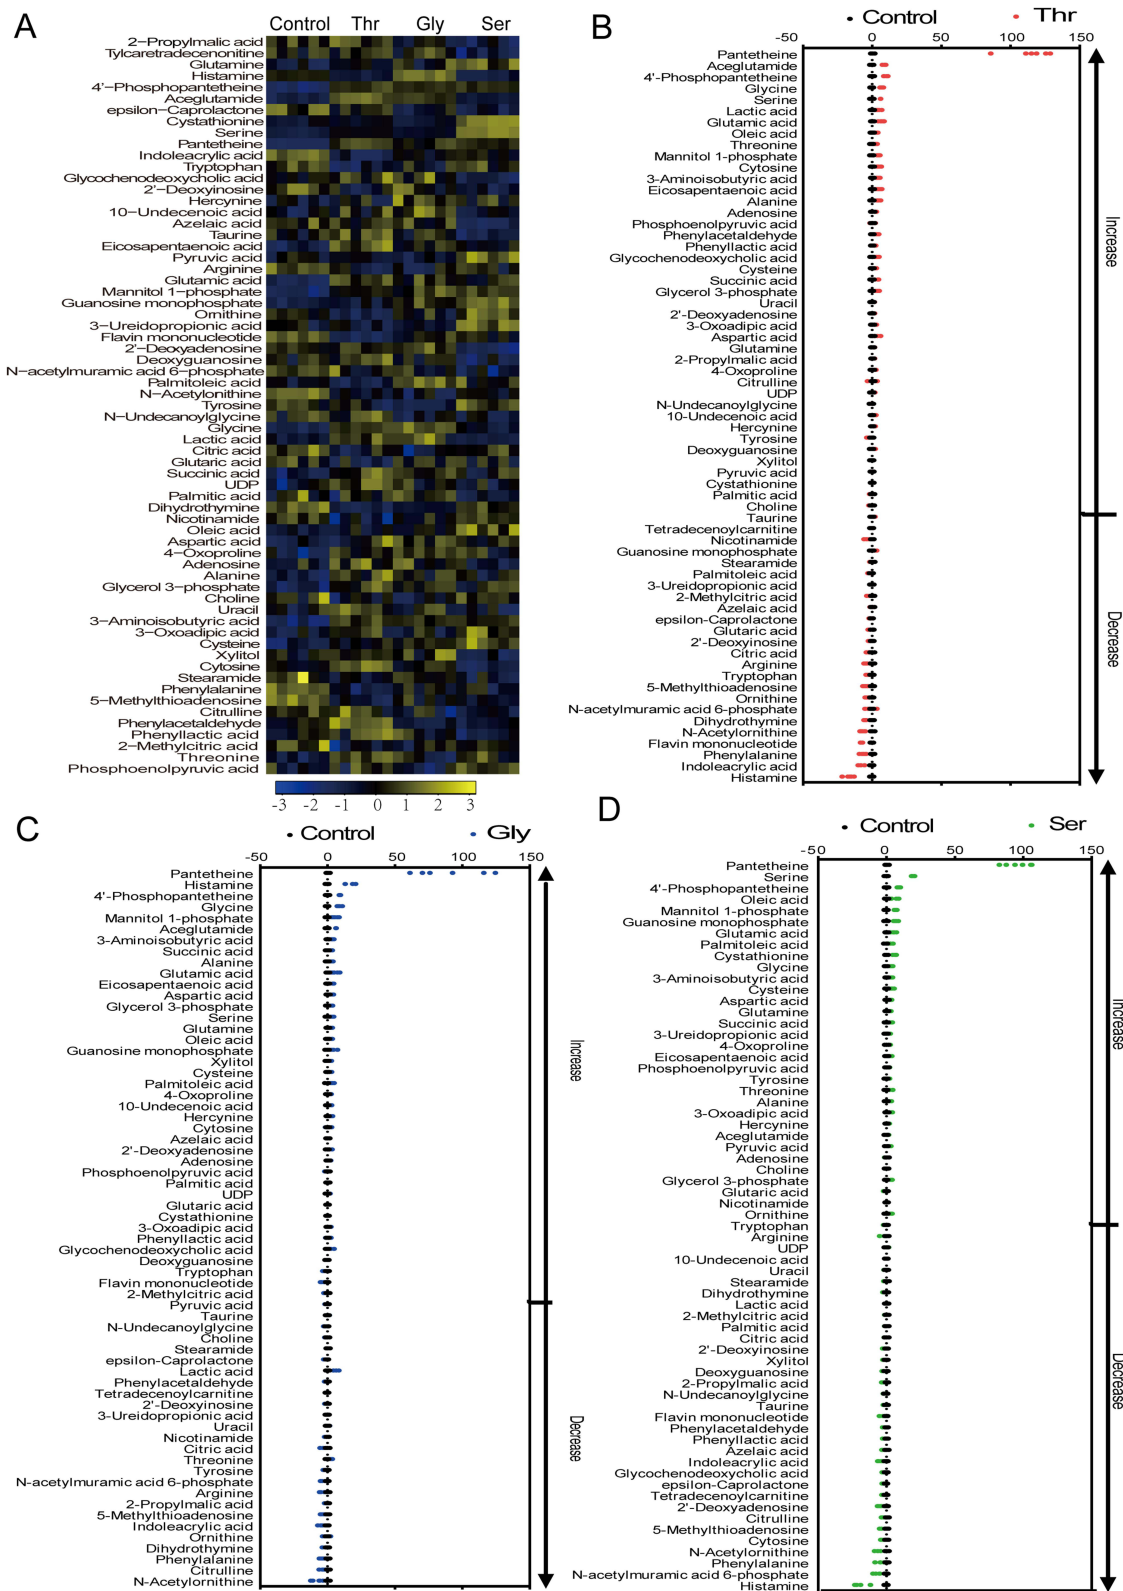 A
Control Thr Gly Ser
2−Propylmalic acid
Tylcaretradecenonitine
Glutamine
Histamine
4'−Phosphopantetheine
Aceglutamide
epsilon−Caprolactone
Cystathionine
Serine
Pantetheine
Indoleacrylic acid
Tryptophan
Glycochenodeoxycholic acid
2'−Deoxyinosine
Hercynine
10−Undecenoic acid
Azelaic acid
Taurine
Eicosapentaenoic acid
Pyruvic acid
Arginine
Glutamic acid
Mannitol 1−phosphate
Guanosine monophosphate
Ornithine
3−Ureidopropionic acid
Flavin mononucleotide
2'−Deoxyadenosine
Deoxyguanosine
N−acetylmuramic acid 6−phosphate
Palmitoleic acid
N−Acetylonithine
Tyrosine
N−Undecanoylglycine
Glycine
Lactic acid
Citric acid
Glutaric acid
Succinic acid
UDP
Palmitic acid
Dihydrothymine
Nicotinamide
Oleic acid
Aspartic acid
4−Oxoproline
Adenosine
Alanine
Glycerol 3−phosphate
Choline
Uracil
3−Aminoisobutyric acid
3−Oxoadipic acid
Cysteine
Xylitol
Cytosine
Stearamide
Phenylalanine
5−Methylthioadenosine
Citrulline
Phenylacetaldehyde
Phenyllactic acid
2−Methylcitric acid
Threonine
Phosphoenolpyruvic acid
-3 -2 -1 0 1 2 3
B
Control Thr
-50 0 50 100 150
Pantetheine
Aceglutamide
4'-Phosphopantetheine
Glycine
Serine
Lactic acid
Glutamic acid
Oleic acid
Threonine
Mannitol 1-phosphate
Cytosine
3-Aminoisobutyric acid
Eicosapentaenoic acid
Alanine
Adenosine
Phosphoenolpyruvic acid
Phenylacetaldehyde
Phenyllactic acid
Glycochenodeoxycholic acid
Cysteine
Succinic acid
Glycerol 3-phosphate
Uracil
2'-Deoxyadenosine
3-Oxoadipic acid
Aspartic acid
Glutamine
2-Propylmalic acid
4-Oxoproline
Citrulline
UDP
N-Undecanoylglycine
10-Undecenoic acid
Hercynine
Tyrosine
Deoxyguanosine
Xylitol
Pyruvic acid
Cystathionine
Palmitic acid
Choline
Taurine
Tetradecenoylcarnitine
Nicotinamide
Guanosine monophosphate
Stearamide
Palmitoleic acid
3-Ureidopropionic acid
2-Methylcitric acid
Azelaic acid
epsilon-Caprolactone
Glutaric acid
2'-Deoxyinosine
Citric acid
Arginine
Tryptophan
5-Methylthioadenosine
Ornithine
N-acetylmuramic acid 6-phosphate
Dihydrothymine
N-Acetylornithine
Flavin mononucleotide
Phenylalanine
Indoleacrylic acid
Histamine
Increase
Decrease
C
Control Gly
-50 0 50 100 150
Pantetheine
Histamine
4'-Phosphopantetheine
Glycine
Mannitol 1-phosphate
Aceglutamide
3-Aminoisobutyric acid
Succinic acid
Alanine
Glutamic acid
Eicosapentaenoic acid
Aspartic acid
Glycerol 3-phosphate
Serine
Glutamine
Oleic acid
Guanosine monophosphate
Xylitol
Cysteine
Palmitoleic acid
4-Oxoproline
10-Undecenoic acid
Hercynine
Cytosine
Azelaic acid
2'-Deoxyadenosine
Adenosine
Phosphoenolpyruvic acid
Palmitic acid
UDP
Glutaric acid
Cystathionine
3-Oxoadipic acid
Phenyllactic acid
Glycochenodeoxycholic acid
Deoxyguanosine
Tryptophan
Flavin mononucleotide
2-Methylcitric acid
Pyruvic acid
Taurine
N-Undecanoylglycine
Choline
Stearamide
epsilon-Caprolactone
Lactic acid
Phenylacetaldehyde
Tetradecenoylcarnitine
2'-Deoxyinosine
3-Ureidopropionic acid
Uracil
Nicotinamide
Citric acid
Threonine
Tyrosine
N-acetylmuramic acid 6-phosphate
Arginine
2-Propylmalic acid
5-Methylthioadenosine
Indoleacrylic acid
Ornithine
Dihydrothymine
Phenylalanine
Citrulline
N-Acetylornithine
Increase
Decrease
D
Control Ser
-50 0 50 100 150
Pantetheine
Serine
4'-Phosphopantetheine
Oleic acid
Mannitol 1-phosphate
Guanosine monophosphate
Glutamic acid
Palmitoleic acid
Cystathionine
Glycine
3-Aminoisobutyric acid
Cysteine
Aspartic acid
Glutamine
Succinic acid
3-Ureidopropionic acid
4-Oxoproline
Eicosapentaenoic acid
Phosphoenolpyruvic acid
Tyrosine
Threonine
Alanine
3-Oxoadipic acid
Hercynine
Aceglutamide
Pyruvic acid
Adenosine
Choline
Glycerol 3-phosphate
Glutaric acid
Nicotinamide
Ornithine
Tryptophan
Arginine
UDP
10-Undecenoic acid
Uracil
Stearamide
Dihydrothymine
Lactic acid
2-Methylcitric acid
Palmitic acid
Citric acid
2'-Deoxyinosine
Xylitol
Deoxyguanosine
2-Propylmalic acid
N-Undecanoylglycine
Taurine
Flavin mononucleotide
Phenylacetaldehyde
Phenyllactic acid
Azelaic acid
Indoleacrylic acid
Glycochenodeoxycholic acid
epsilon-Caprolactone
Tetradecenoylcarnitine
2'-Deoxyadenosine
Citrulline
5-Methylthioadenosine
Cytosine
N-Acetylornithine
Phenylalanine
N-acetylmuramic acid 6-phosphate
Histamine
Increase
Decrease